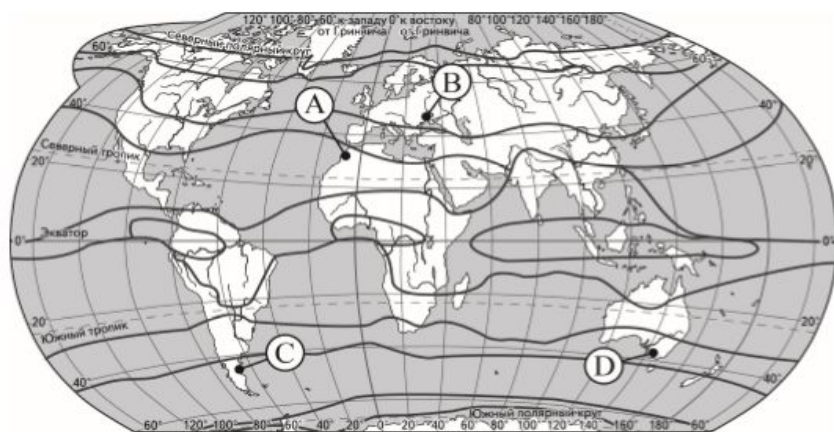 120° 100° 80° 60° к западу 0° к востоку 80° 100° 120° 140° 160° 180°
от Гринвича от Гринвича
Северный полярный круг
60° 60°
B
A
40° 40°
Северный тропик
20° 20°
Экватор
0° 0°
20° 20°
Южный тропик
C D
40° 40°
Южный полярный круг
60° 120° 100° 80° 60° 40° 20° 0° 20° 40° 60° 80° 100° 120° 140° 160° 180° 60°